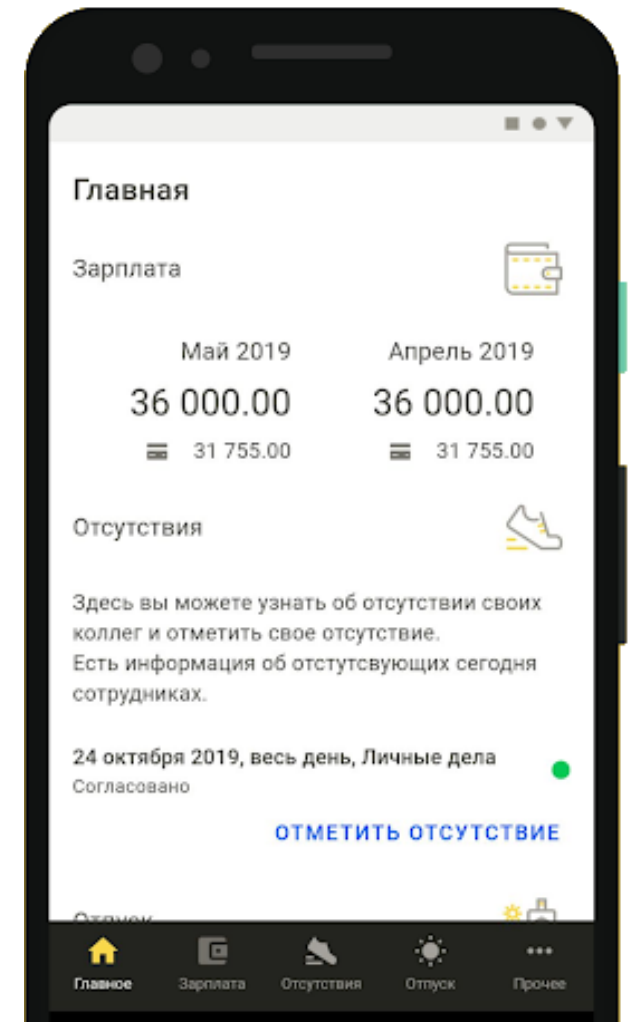 Главная
Зарплата
Май 2019 Апрель 2019
36 000.00 36 000.00
31 755.00 31 755.00
Отсутствия
Здесь вы можете узнать об отсутствии своих
коллег и отметить свое отсутствие.
Есть информация об отстутсвующих сегодня
сотрудниках.
24 октября 2019, весь день, Личные дела
Согласовано
ОТМЕТИТЬ ОТСУТСТВИЕ
Отпуск
Главное Зарплата Отсутствия Отпуск Прочее